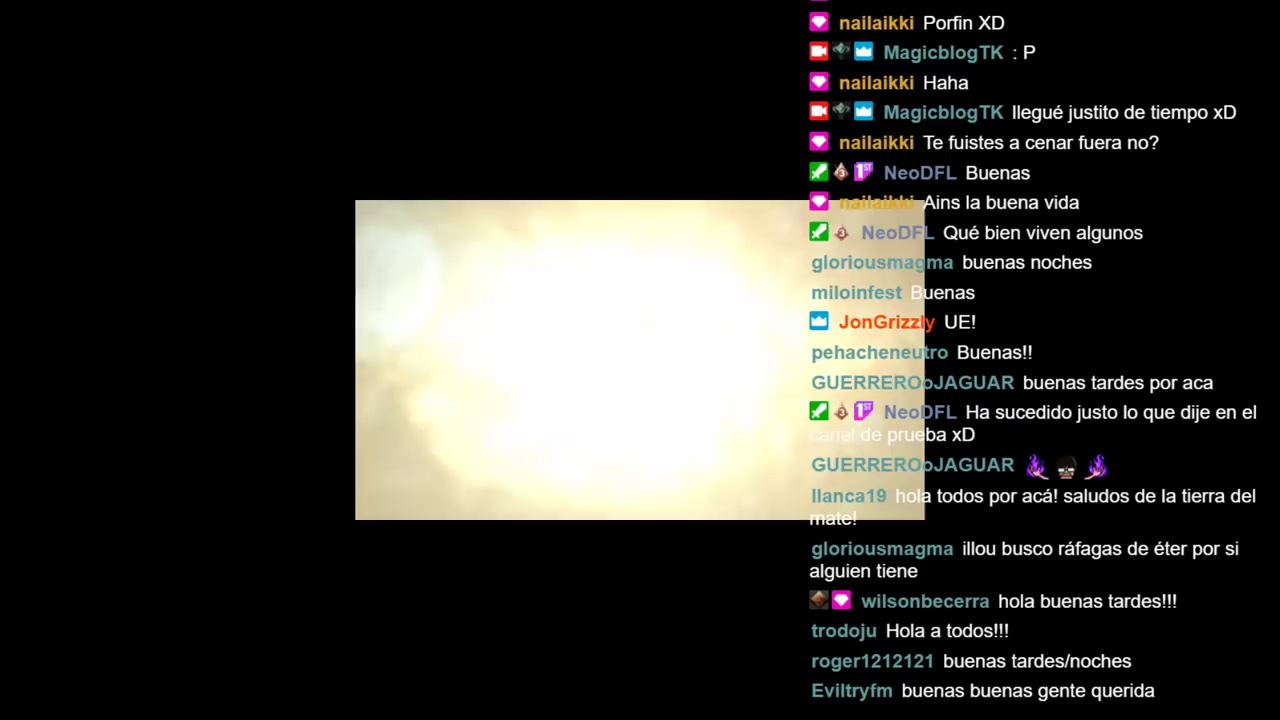 nailaikki Porfin XD
MagicblogTK : P
nailaikki Haha
MagicblogTK llegué justito de tiempo xD
nailaikki Te fuistes a cenar fuera no?
3 1ST NeoDFL Buenas
nailaikki Ains la buena vida
3 NeoDFL Qué bien viven algunos
gloriousmagma buenas noches
miloinfest Buenas
JonGrizzly UE!
pehacheneutro Buenas!!
GUERREROoJAGUAR buenas tardes por aca
3 1ST NeoDFL Ha sucedido justo lo que dije en el
canal de prueba xD
GUERREROoJAGUAR
llanca19 hola todos por acá! saludos de la tierra del
mate!
gloriousmagma illou busco ráfagas de éter por si
alguien tiene
wilsonbecerra hola buenas tardes!!!
trodoju Hola a todos!!!
roger1212121 buenas tardes/noches
Eviltryfm buenas buenas gente querida